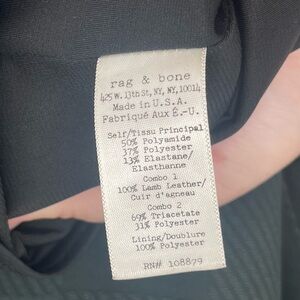 rag & bone
425 W. 13th St, NY, NY, 10014
Made in U.S.A.
Fabriqué Aux É.-U.
Self/Tissu Principal
50% Polyamide
37% Polyester
13% Elastane/
Elasthanne
Combo 1
100% Lamb Leather/
Cuir d'agneau
Combo 2
69% Triacetate
31% Polyester
Lining/Doublure
100% Polyester
RN# 108879